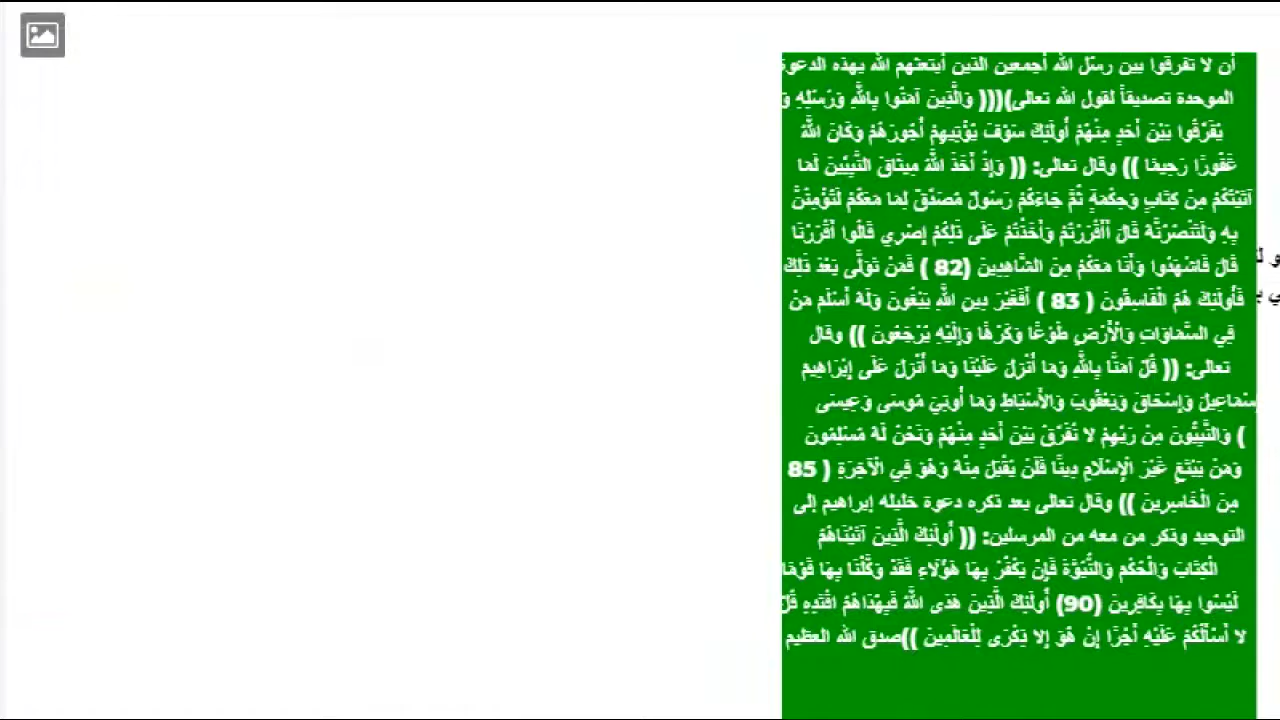 أن لا تفرقوا بين رسل الله أجمعين الذين أبتعثهم الله بهذه الدعوة
الموحدة تصديقاً لقول الله تعالى)((( وَالَّذِينَ آمَنُوا بِاللَّهِ وَرُسُلِهِ وَ
يُفَرِّقُوا بَيْنَ أَحَدٍ مِنْهُمْ أُولَئِكَ سَوْفَ يُؤْتِيهِمْ أُجُورَهُمْ وَكَانَ اللَّهُ
غَفُورًا رَحِيمًا )) وقال تعالى: (( وَإِذْ أَخَذَ اللَّهُ مِيثَاقَ النَّبِيِّينَ لَمَا
آتَيْتُكُمْ مِنْ كِتَابٍ وَحِكْمَةٍ ثُمَّ جَاءَكُمْ رَسُولٌ مُصَدِّقٌ لِمَا مَعَكُمْ لَتُؤْمِنُنَّ
بِهِ وَلَتَنْصُرُنَّهُ قَالَ أَأَقْرَرْتُمْ وَأَخَذْتُمْ عَلَى ذَلِكُمْ إِصْرِي قَالُوا أَقْرَرْنَا
قَالَ فَاشْهَدُوا وَأَنَا مَعَكُمْ مِنَ الشَّاهِدِينَ (82 ) فَمَنْ تَوَلَّى بَعْدَ ذَلِكَ
فَأُولَئِكَ هُمُ الْفَاسِقُونَ ( 83 ) أَفَغَيْرَ دِينِ اللَّهِ يَبْغُونَ وَلَهُ أَسْلَمَ مَنْ
فِي السَّمَاوَاتِ وَالْأَرْضِ طَوْعًا وَكَرْهًا وَإِلَيْهِ يُرْجَعُونَ )) وقال
تعالى: (( قُلْ آمَنَّا بِاللَّهِ وَمَا أُنْزِلَ عَلَيْنَا وَمَا أُنْزِلَ عَلَى إِبْرَاهِيمَ
سْمَاعِيلَ وَإِسْحَاقَ وَيَعْقُوبَ وَالْأَسْبَاطِ وَمَا أُوتِيَ مُوسَى وَعِيسَى
) وَالنَّبِيُّونَ مِنْ رَبِّهِمْ لَا نُفَرِّقُ بَيْنَ أَحَدٍ مِنْهُمْ وَنَحْنُ لَهُ مُسْلِمُونَ
وَمَنْ يَبْتَغِ غَيْرَ الْإِسْلَامِ دِينًا فَلَنْ يُقْبَلَ مِنْهُ وَهُوَ فِي الْآخِرَةِ ( 85
مِنَ الْخَاسِرِينَ )) وقال تعالى بعد ذكره دعوة خليله إبراهيم إلى
التوحيد وذكر من معه من المرسلين: (( أُولَئِكَ الَّذِينَ آتَيْنَاهُمُ
الْكِتَابَ وَالْحُكْمَ وَالنُّبُوَّةَ فَإِنْ يَكْفُرْ بِهَا هَؤُلَاءِ فَقَدْ وَكَّلْنَا بِهَا قَوْمًا
لَيْسُوا بِهَا بِكَافِرِينَ (90) أُولَئِكَ الَّذِينَ هَدَى اللَّهُ فَبِهُدَاهُمُ اقْتَدِهِ قُلْ
لا أَسْأَلُكُمْ عَلَيْهِ أَجْرًا إِنْ هُوَ إِلا ذِكْرَى لِلْعَالَمِينَ ))صدق الله العظيم